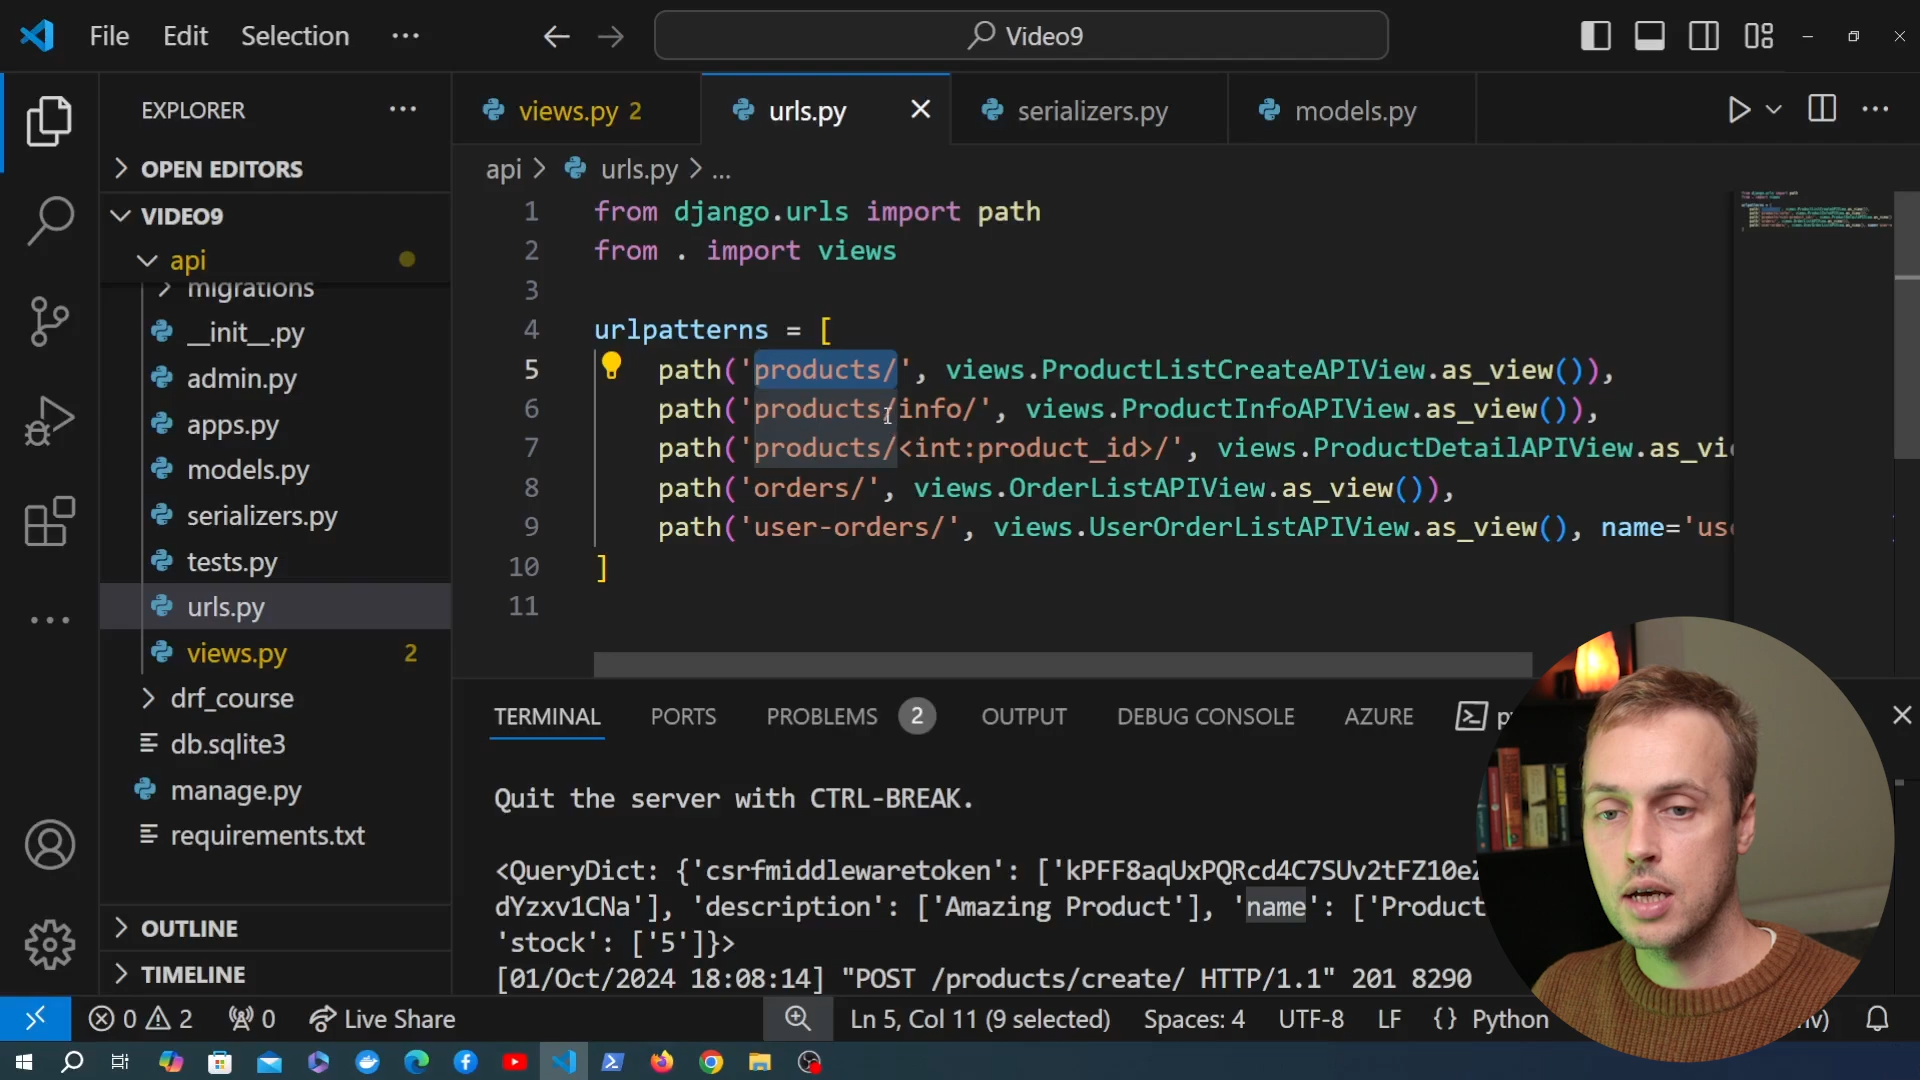 File Edit Selection ··· Video9
EXPLORER ···
OPEN EDITORS
VIDEO9
api
migrations
__init__.py
admin.py
apps.py
models.py
serializers.py
tests.py
urls.py
views.py 2
drf_course
db.sqlite3
manage.py
requirements.txt
OUTLINE
TIMELINE
views.py 2 urls.py serializers.py models.py
api > urls.py > ...
1 from django.urls import path
2 from . import views
3
4 urlpatterns = [
5 path('products/', views.ProductListCreateAPIView.as_view()),
6 path('products/info/', views.ProductInfoAPIView.as_view()),
7 path('products/<int:product_id>/', views.ProductDetailAPIView.as_vi
8 path('orders/', views.OrderListAPIView.as_view()),
9 path('user-orders/', views.UserOrderListAPIView.as_view(), name='us
10 ]
11
TERMINAL PORTS PROBLEMS 2 OUTPUT DEBUG CONSOLE AZURE
Quit the server with CTRL-BREAK.
<QueryDict: {'csrfmiddlewaretoken': ['kPFF8aqUxPQRcd4C7SUv2tFZ10e
dYzxv1CNa'], 'description': ['Amazing Product'], 'name': ['Product
'stock': ['5']}>
[01/Oct/2024 18:08:14] "POST /products/create/ HTTP/1.1" 201 8290
0 2 0 Live Share Ln 5, Col 11 (9 selected) Spaces: 4 UTF-8 LF {} Python